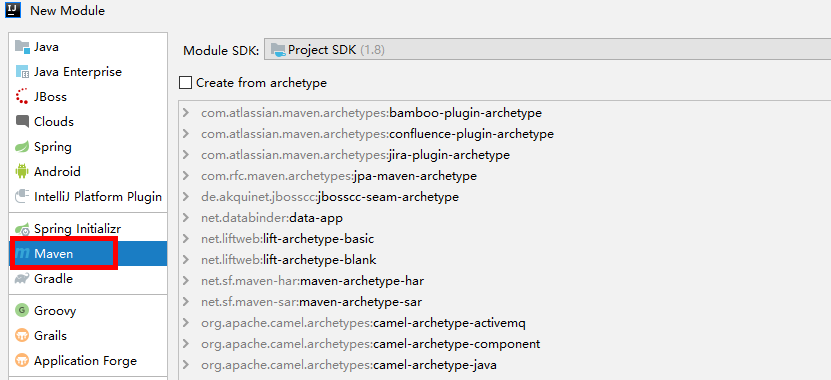 New Module
Java
Java Enterprise
JBoss
Clouds
Spring
Android
IntelliJ Platform Plugin
Spring Initializr
Maven
Gradle
Groovy
Grails
Application Forge
Module SDK: Project SDK (1.8)
Create from archetype
com.atlassian.maven.archetypes:bamboo-plugin-archetype
com.atlassian.maven.archetypes:confluence-plugin-archetype
com.atlassian.maven.archetypes:jira-plugin-archetype
com.rfc.maven.archetypes:jpa-maven-archetype
de.akquinet.jbosscc:jbosscc-seam-archetype
net.databinder:data-app
net.liftweb:lift-archetype-basic
net.liftweb:lift-archetype-blank
net.sf.maven-har:maven-archetype-har
net.sf.maven-sar:maven-archetype-sar
org.apache.camel.archetypes:camel-archetype-activemq
org.apache.camel.archetypes:camel-archetype-component
org.apache.camel.archetypes:camel-archetype-java